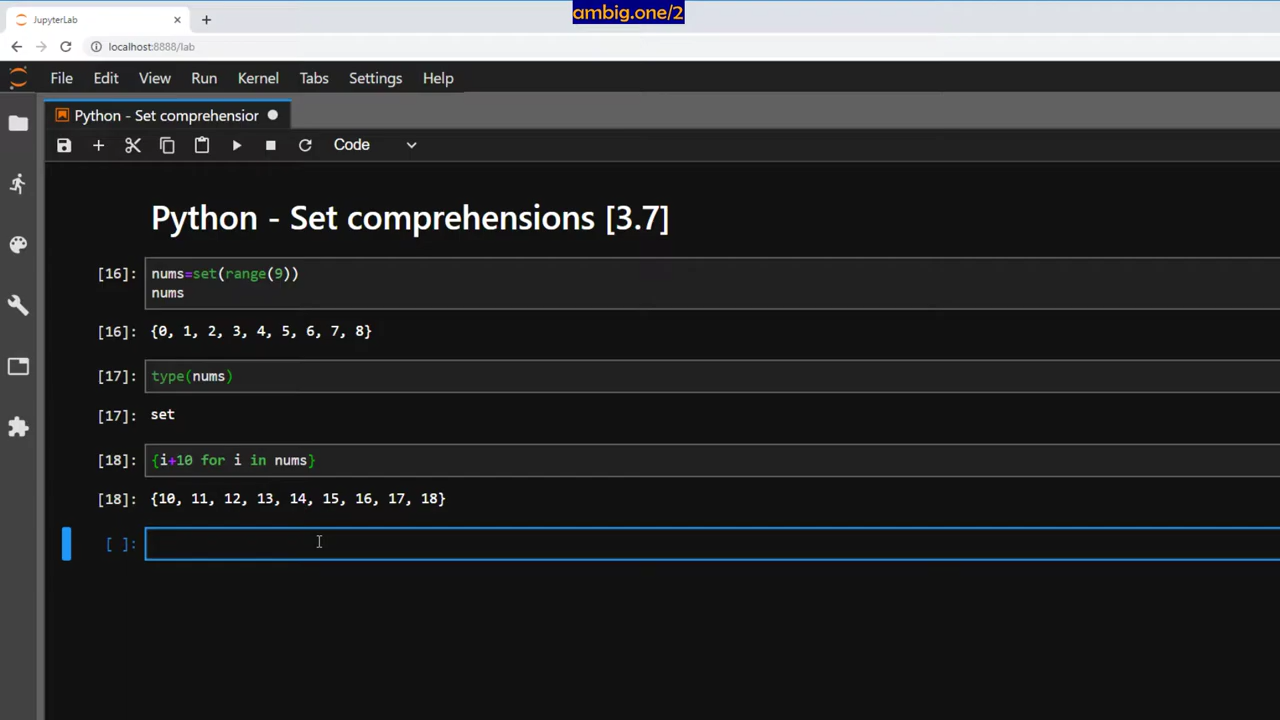 ambig.one/2
JupyterLab
localhost:8888/lab
File Edit View Run Kernel Tabs Settings Help
Python - Set comprehension
Code
Python - Set comprehensions [3.7]
[16]: nums=set(range(9))
nums
[16]: {0, 1, 2, 3, 4, 5, 6, 7, 8}
[17]: type(nums)
[17]: set
[18]: {i+10 for i in nums}
[18]: {10, 11, 12, 13, 14, 15, 16, 17, 18}
[ ]: